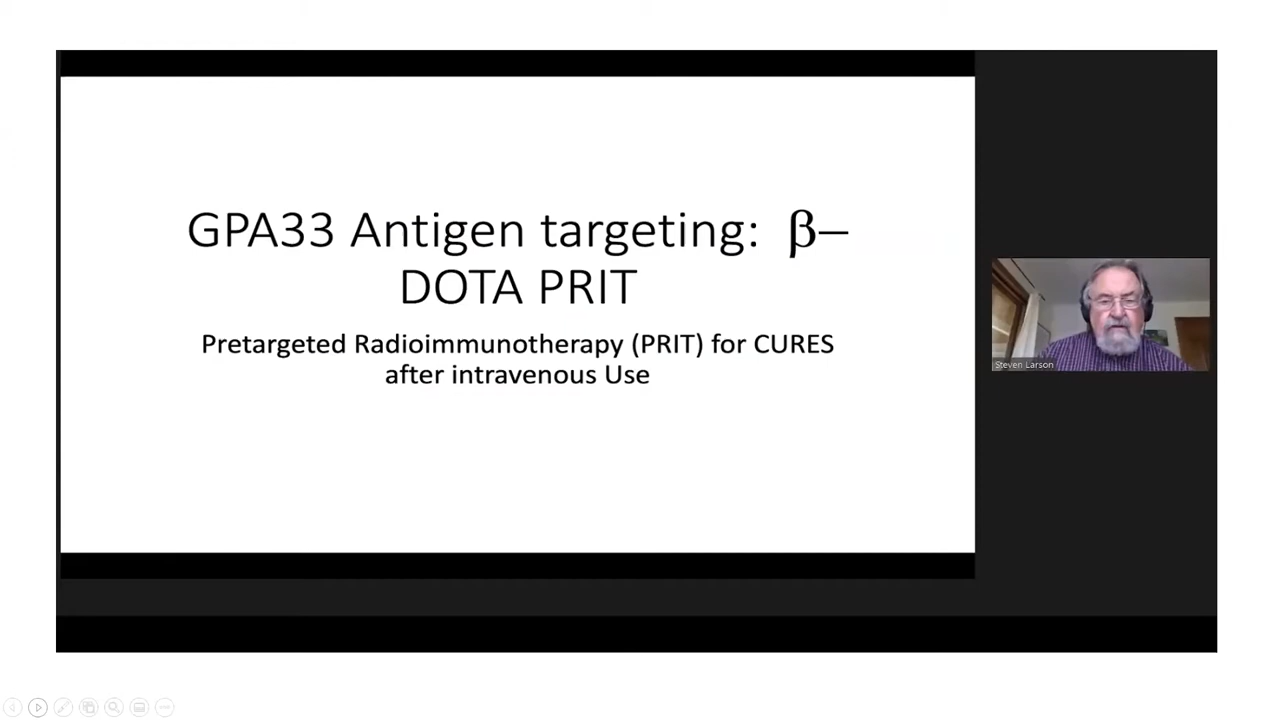 GPA33 Antigen targeting: β–
DOTA PRIT
Pretargeted Radioimmunotherapy (PRIT) for CURES
after intravenous Use
Steven Larson